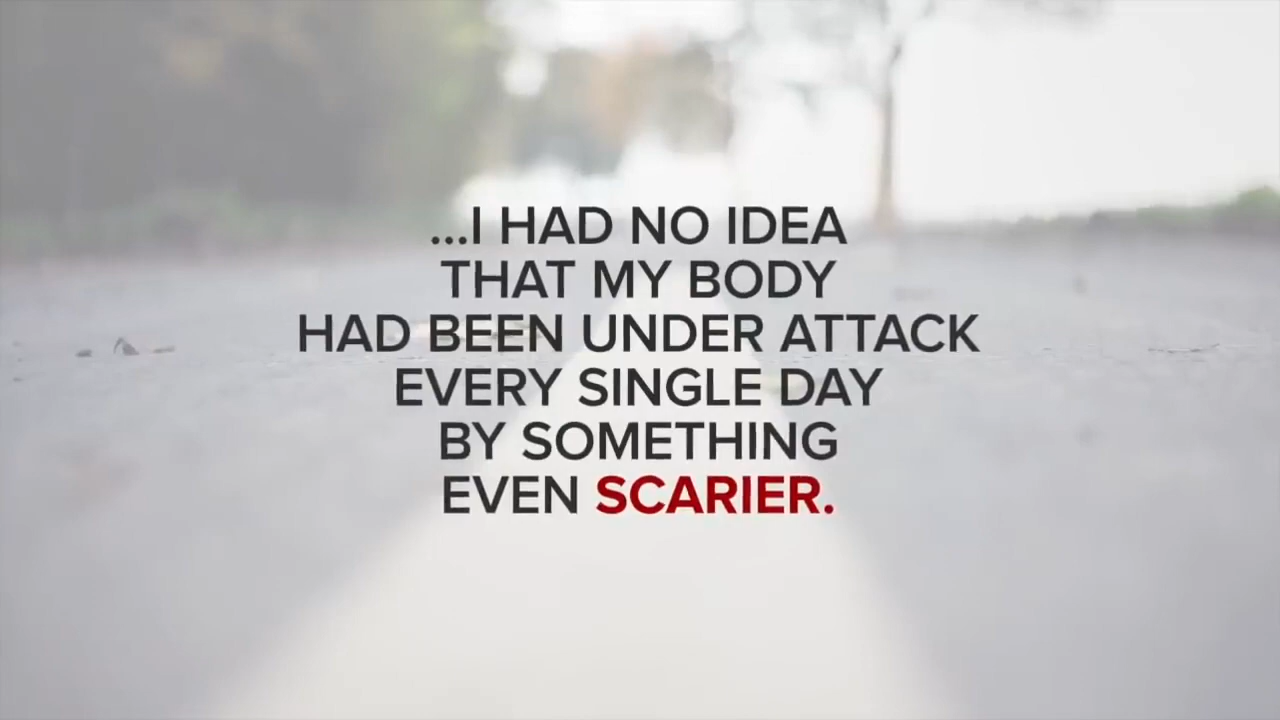 ...I HAD NO IDEA
THAT MY BODY
HAD BEEN UNDER ATTACK
EVERY SINGLE DAY
BY SOMETHING
EVEN SCARIER.